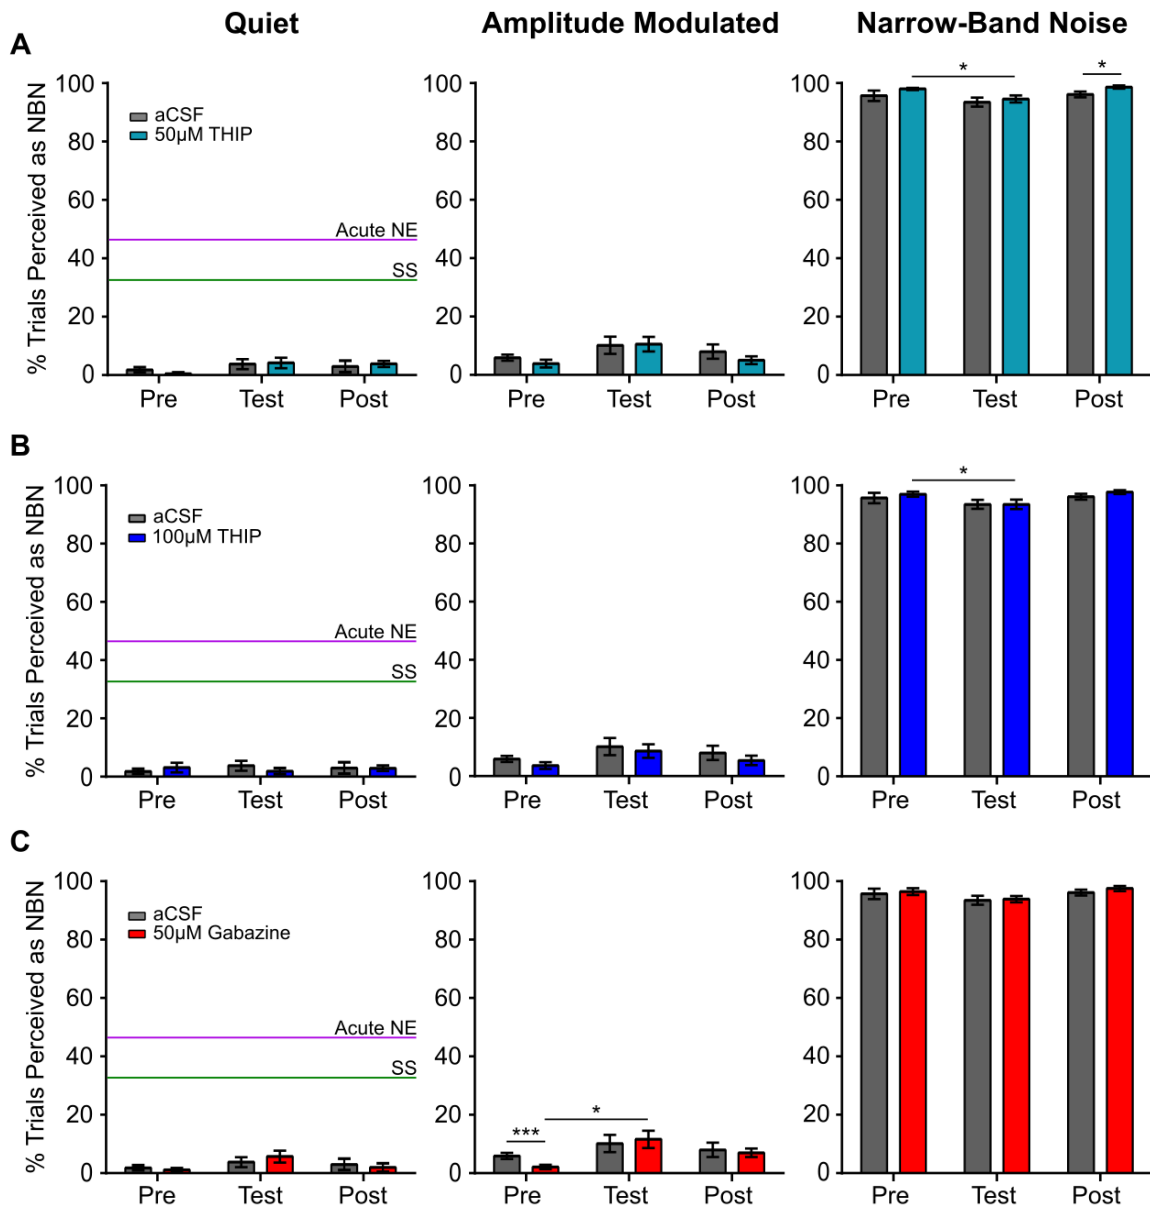 Quiet Amplitude Modulated Narrow-Band Noise
A
% Trials Perceived as NBN
100 80 60 40 20 0
aCSF
50µM THIP
Acute NE
SS
Pre Test Post
100 80 60 40 20 0
Pre Test Post
100 80 60 40 20 0
* *
Pre Test Post
B
% Trials Perceived as NBN
100 80 60 40 20 0
aCSF
100µM THIP
Acute NE
SS
Pre Test Post
100 80 60 40 20 0
Pre Test Post
100 80 60 40 20 0
*
Pre Test Post
C
% Trials Perceived as NBN
100 80 60 40 20 0
aCSF
50µM Gabazine
Acute NE
SS
Pre Test Post
100 80 60 40 20 0
*** *
Pre Test Post
100 80 60 40 20 0
Pre Test Post